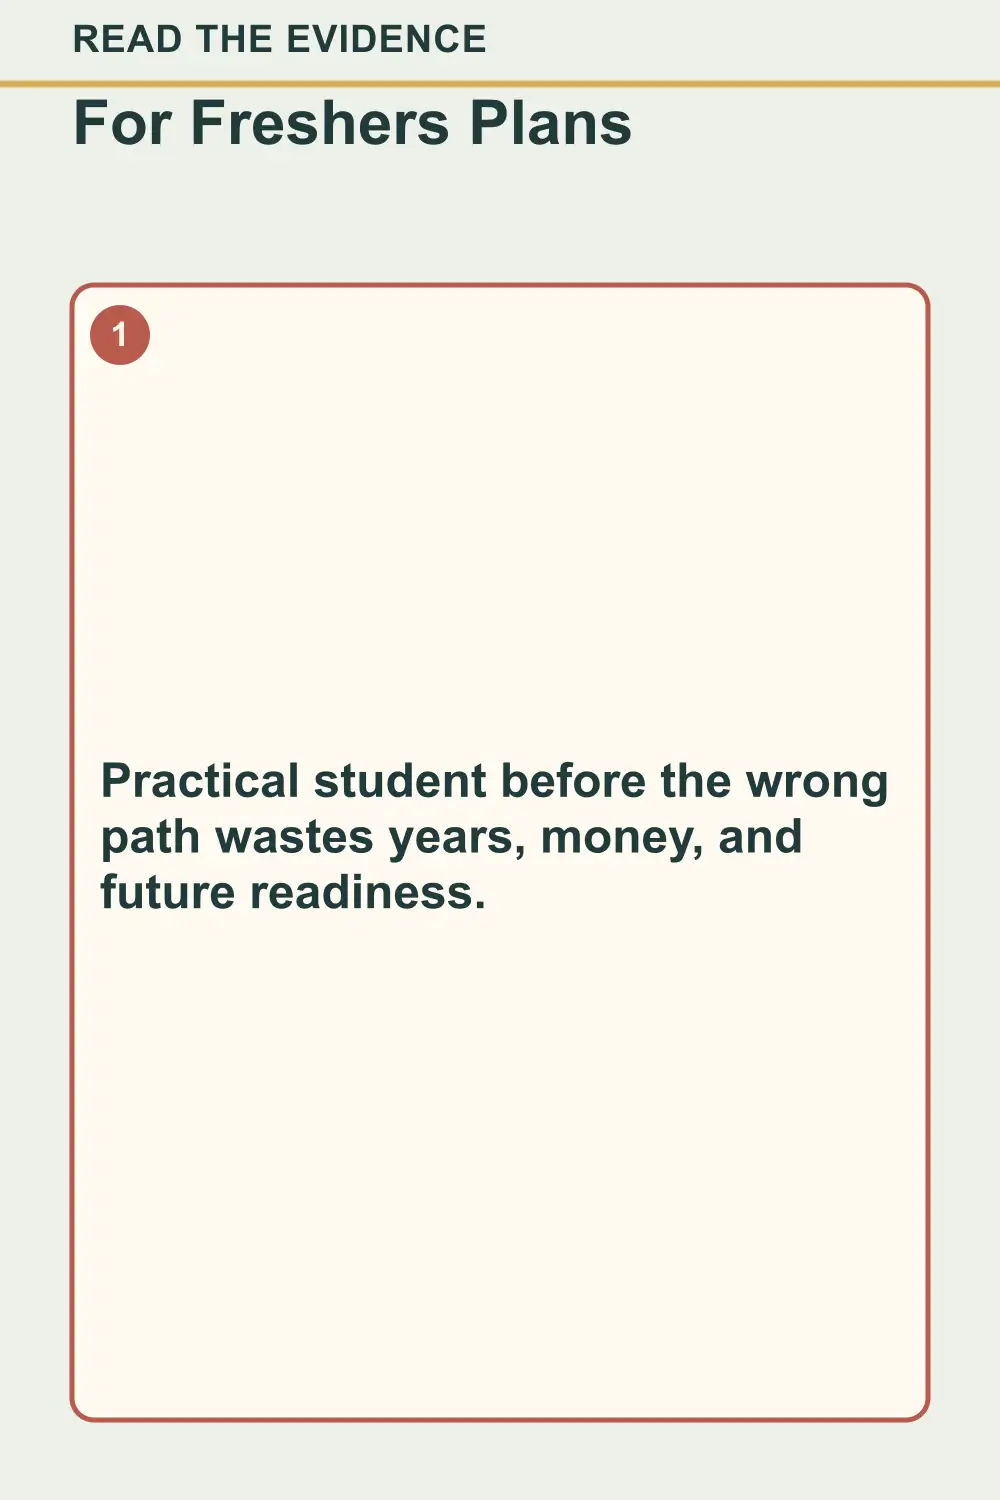 READ THE EVIDENCE
For Freshers Plans
1
Practical student before the wrong
path wastes years, money, and
future readiness.